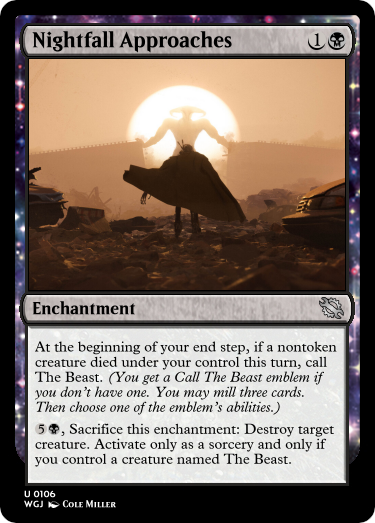 Nightfall Approaches 1
Enchantment
At the beginning of your end step, if a nontoken
creature died under your control this turn, call
The Beast. (You get a Call The Beast emblem if
you don't have one. You may mill three cards.
Then choose one of the emblem's abilities.)
5, Sacrifice this enchantment: Destroy target
creature. Activate only as a sorcery and only if
you control a creature named The Beast.
U 0106
WGJ Cole Miller